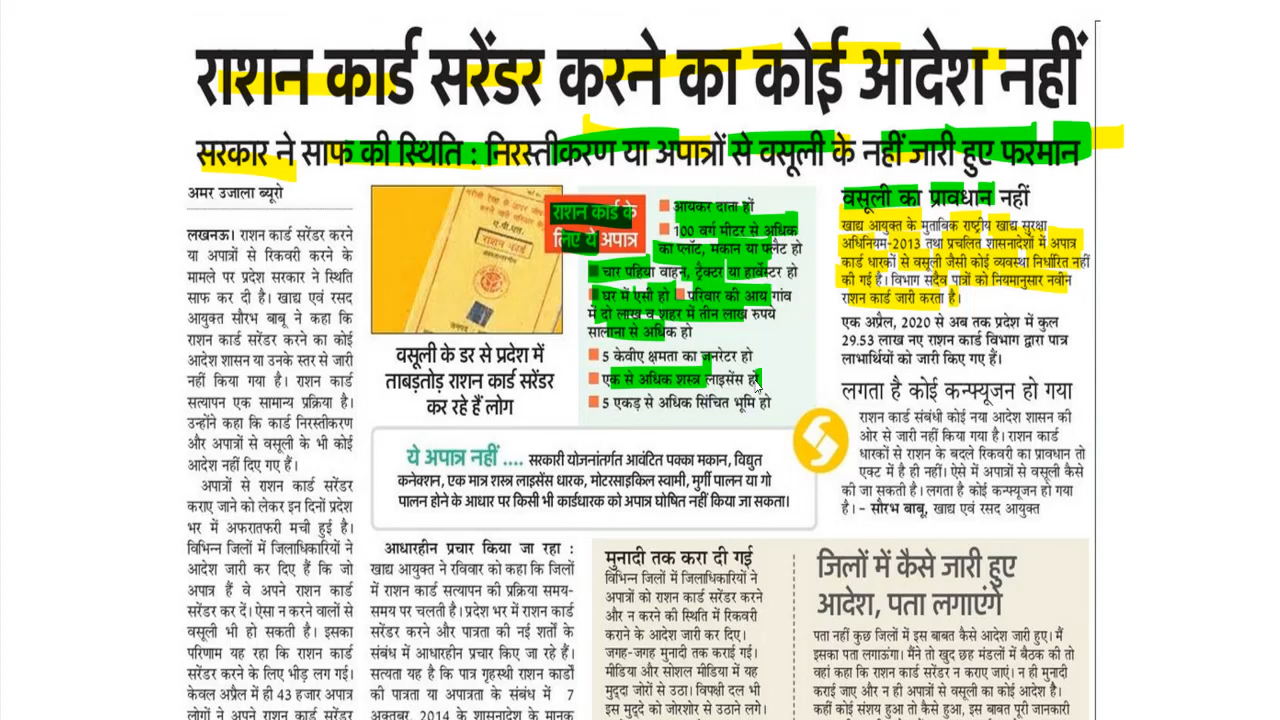 राशन कार्ड सरेंडर करने का कोई आदेश नहीं
सरकार ने साफ की स्थिति : निरस्तीकरण या अपात्रों से वसूली के नहीं जारी हुए फरमान
अमर उजाला ब्यूरो
लखनऊ। राशन कार्ड सरेंडर करने
या अपात्रों से रिकवरी करने के
मामले पर प्रदेश सरकार ने स्थिति
साफ कर दी है। खाद्य एवं रसद
आयुक्त सौरभ बाबू ने कहा कि
राशन कार्ड सरेंडर करने का कोई
आदेश शासन या उनके स्तर से जारी
नहीं किया गया है। राशन कार्ड
सत्यापन एक सामान्य प्रक्रिया है।
उन्होंने कहा कि कार्ड निरस्तीकरण
और अपात्रों से वसूली के भी कोई
आदेश नहीं दिए गए हैं।
अपात्रों से राशन कार्ड सरेंडर
कराए जाने को लेकर इन दिनों प्रदेश
भर में अफरातफरी मची हुई है।
विभिन्न जिलों में जिलाधिकारियों ने
आदेश जारी कर दिए हैं कि जो
अपात्र हैं वे अपने राशन कार्ड
सरेंडर कर दें। ऐसा न करने वालों से
वसूली भी हो सकती है। इसका
परिणाम यह रहा कि राशन कार्ड
सरेंडर करने के लिए भीड़ लग गई।
केवल अप्रैल में ही 43 हजार अपात्र
लोगों ने अपने राशन कार्ड सरेंडर
राशन कार्ड
वसूली के डर से प्रदेश में
ताबड़तोड़ राशन कार्ड सरेंडर
कर रहे हैं लोग
राशन कार्ड के
लिए ये अपात्र
आयकर दाता हों
100 वर्ग मीटर से अधिक
का प्लॉट, मकान या फ्लैट हो
चार पहिया वाहन, ट्रैक्टर या हार्वेस्टर हो
घर में एसी हो परिवार की आय गांव
में दो लाख व शहर में तीन लाख रुपये
सालाना से अधिक हो
5 केवीए क्षमता का जनरेटर हो
एक से अधिक शस्त्र लाइसेंस हो
5 एकड़ से अधिक सिंचित भूमि हो
ये अपात्र नहीं .... सरकारी योजनांतर्गत आवंटित पक्का मकान, विद्युत
कनेक्शन, एक मात्र शस्त्र लाइसेंस धारक, मोटरसाइकिल स्वामी, मुर्गी पालन या गो
पालन होने के आधार पर किसी भी कार्डधारक को अपात्र घोषित नहीं किया जा सकता।
वसूली का प्रावधान नहीं
खाद्य आयुक्त के मुताबिक राष्ट्रीय खाद्य सुरक्षा
अधिनियम-2013 तथा प्रचलित शासनादेशों में अपात्र
कार्ड धारकों से वसूली जैसी कोई व्यवस्था निर्धारित नहीं
की गई है। विभाग सदैव पात्रों को नियमानुसार नवीन
राशन कार्ड जारी करता है।
एक अप्रैल, 2020 से अब तक प्रदेश में कुल
29.53 लाख नए राशन कार्ड विभाग द्वारा पात्र
लाभार्थियों को जारी किए गए हैं।
लगता है कोई कन्फ्यूजन हो गया
राशन कार्ड संबंधी कोई नया आदेश शासन की
ओर से जारी नहीं किया गया है। राशन कार्ड
धारकों से राशन के बदले रिकवरी का प्रावधान तो
एक्ट में है ही नहीं। ऐसे में अपात्रों से वसूली कैसे
की जा सकती है। लगता है कोई कन्फ्यूजन हो गया
है। – सौरभ बाबू, खाद्य एवं रसद आयुक्त
आधारहीन प्रचार किया जा रहा :
खाद्य आयुक्त ने रविवार को कहा कि जिलों
में राशन कार्ड सत्यापन की प्रक्रिया समय-
समय पर चलती है। प्रदेश भर में राशन कार्ड
सरेंडर करने और पात्रता की नई शर्तों के
संबंध में आधारहीन प्रचार किए जा रहे हैं।
सत्यता यह है कि पात्र गृहस्थी राशन कार्डों
की पात्रता या अपात्रता के संबंध में 7
अक्तूबर, 2014 के शासनादेश के मानक
मुनादी तक करा दी गई
विभिन्न जिलों में जिलाधिकारियों ने
अपात्रों को राशन कार्ड सरेंडर करने
और न करने की स्थिति में रिकवरी
कराने के आदेश जारी कर दिए।
जगह-जगह मुनादी तक कराई गई।
मीडिया और सोशल मीडिया में यह
मुद्दा जोरों से उठा। विपक्षी दल भी
इस मुद्दे को जोरशोर से उठाने लगे।
जिलों में कैसे जारी हुए
आदेश, पता लगाएंगे
पता नहीं कुछ जिलों में इस बाबत कैसे आदेश जारी हुए। मैं
इसका पता लगाऊंगा। मैंने तो खुद छह मंडलों में बैठक की तो
वहां कहा कि राशन कार्ड सरेंडर न कराए जाएं। न ही मुनादी
कराई जाए और न ही अपात्रों से वसूली का कोई आदेश है।
कहीं कोई संशय हुआ तो कैसे हुआ, इस बाबत पूरी जानकारी